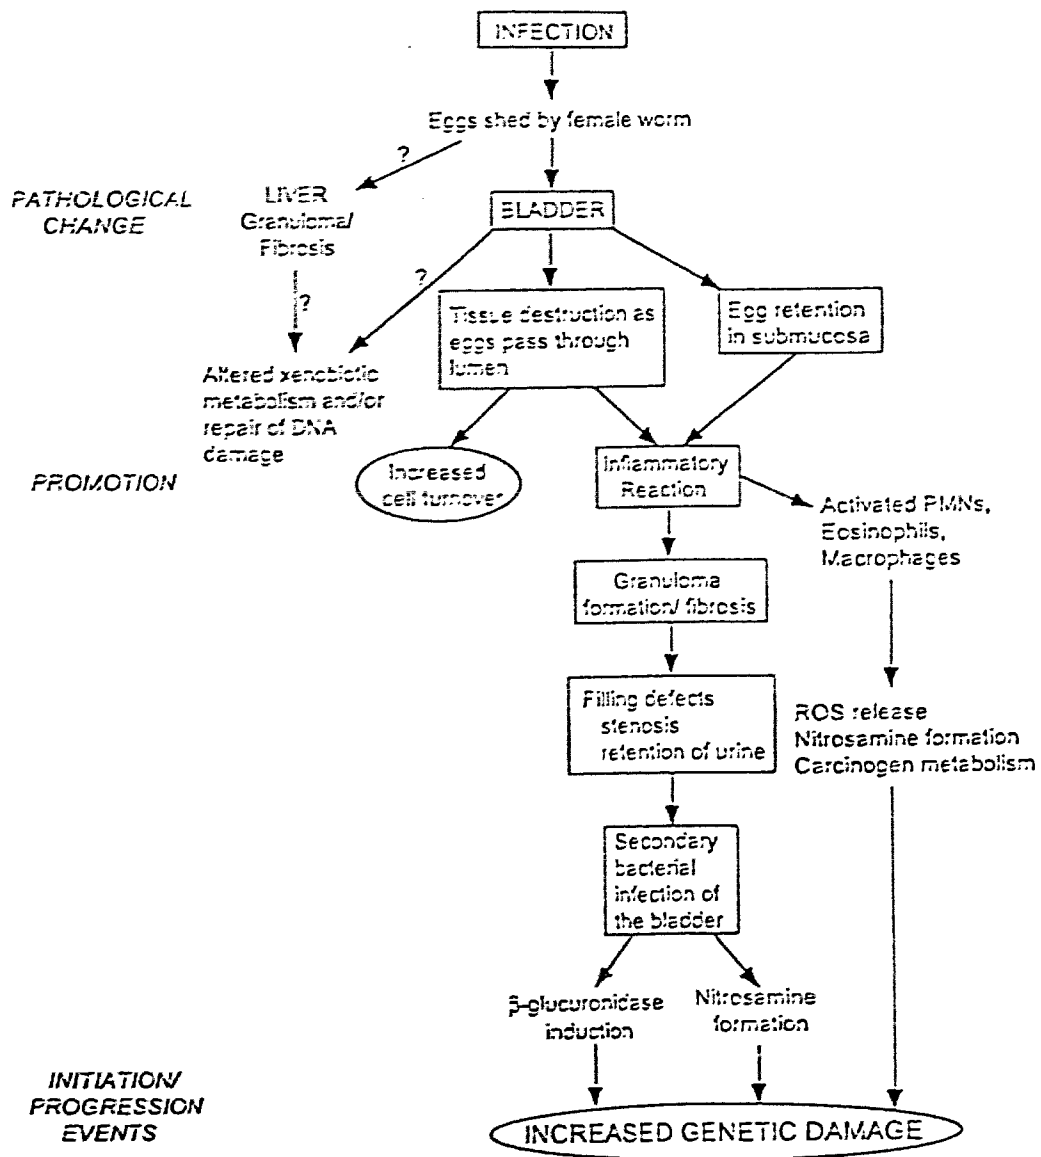 INFECTION
Eggs shed by female worm
?
PATHOLOGICAL
CHANGE
LIVER
Granuloma/
Fibrosis
BLADDER
?
?
Tissue destruction as
eggs pass through
lumen
Egg retention
in submucosa
Altered xenobiotic
metabolism and/or
repair of DNA
damage
PROMOTION
Increased
cell turnover
Inflammatory
Reaction
Activated PMNs,
Eosinophils,
Macrophages
Granuloma
formation/ fibrosis
Filling defects
stenosis
retention of urine
ROS release
Nitrosamine formation
Carcinogen metabolism
Secondary
bacterial
infection of
the bladder
β-glucuronidase
induction
Nitrosamine
formation
INITIATION/
PROGRESSION
EVENTS
INCREASED GENETIC DAMAGE